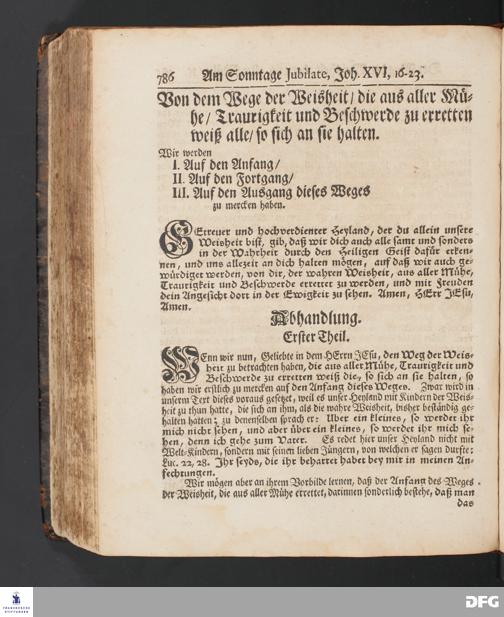 786 Am Sonntage Jubilate, Joh. XVI, 16-23.
Von dem Wege der Weisheit/ die aus aller Mü-
he/ Traurigkeit und Beschwerde zu erretten
weiß alle/ so sich an sie halten.
Wir werden
I. Auf den Anfang/
II. Auf den Fortgang/
III. Auf den Ausgang dieses Weges
zu mercken haben.
GEtreuer und hochverdienter Heyland, der du allein unsere
Weisheit bist, gib, daß wir dich auch alle samt und sonders
in der Wahrheit durch den Heiligen Geist dafür erken-
nen, und uns allezeit an dich halten mögen, auf daß wir auch ge-
würdiget werden, von dir, der wahren Weisheit, aus aller Mühe,
Traurigkeit und Beschwerde errettet zu werden, und mit Freuden
dein Angesicht dort in der Ewigkeit zu sehen. Amen, HErr JEsu,
Amen.
Abhandlung.
Erster Theil.
WEnn wir nun, Geliebte in dem HErrn JEsu, den Weg der Weis-
heit zu betrachten haben, die aus aller Mühe, Traurigkeit und
Beschwerde zu erretten weiß die, so sich an sie halten, so
haben wir erstlich zu mercken auf den Anfang dieses Weges. Zwar wird in
unserm Text dieses voraus gesetzet, weil es unser Heyland mit Kindern der Weis-
heit zu thun hatte, die sich an ihm, als die wahre Weisheit, bisher beständig ge-
halten hatten; zu denenselben sprach er: Uber ein kleines, so werdet ihr
mich nicht sehen, und aber über ein kleines, so werdet ihr mich se-
hen, denn ich gehe zum Vater. Es redet hier unser Heyland nicht mit
Welt-Kindern, sondern mit seinen lieben Jüngern, von welchen er sagen durfte:
Luc. 22, 28. Ihr seyds, die ihr beharret habet bey mir in meinen An-
fechtungen.
Wir mögen aber an ihrem Vorbilde lernen, daß der Anfang des Weges
der Weisheit, die aus aller Mühe errettet, darinnen sonderlich bestehe, daß man
das
FRANCKESCHE
STIFTUNGEN
DFG